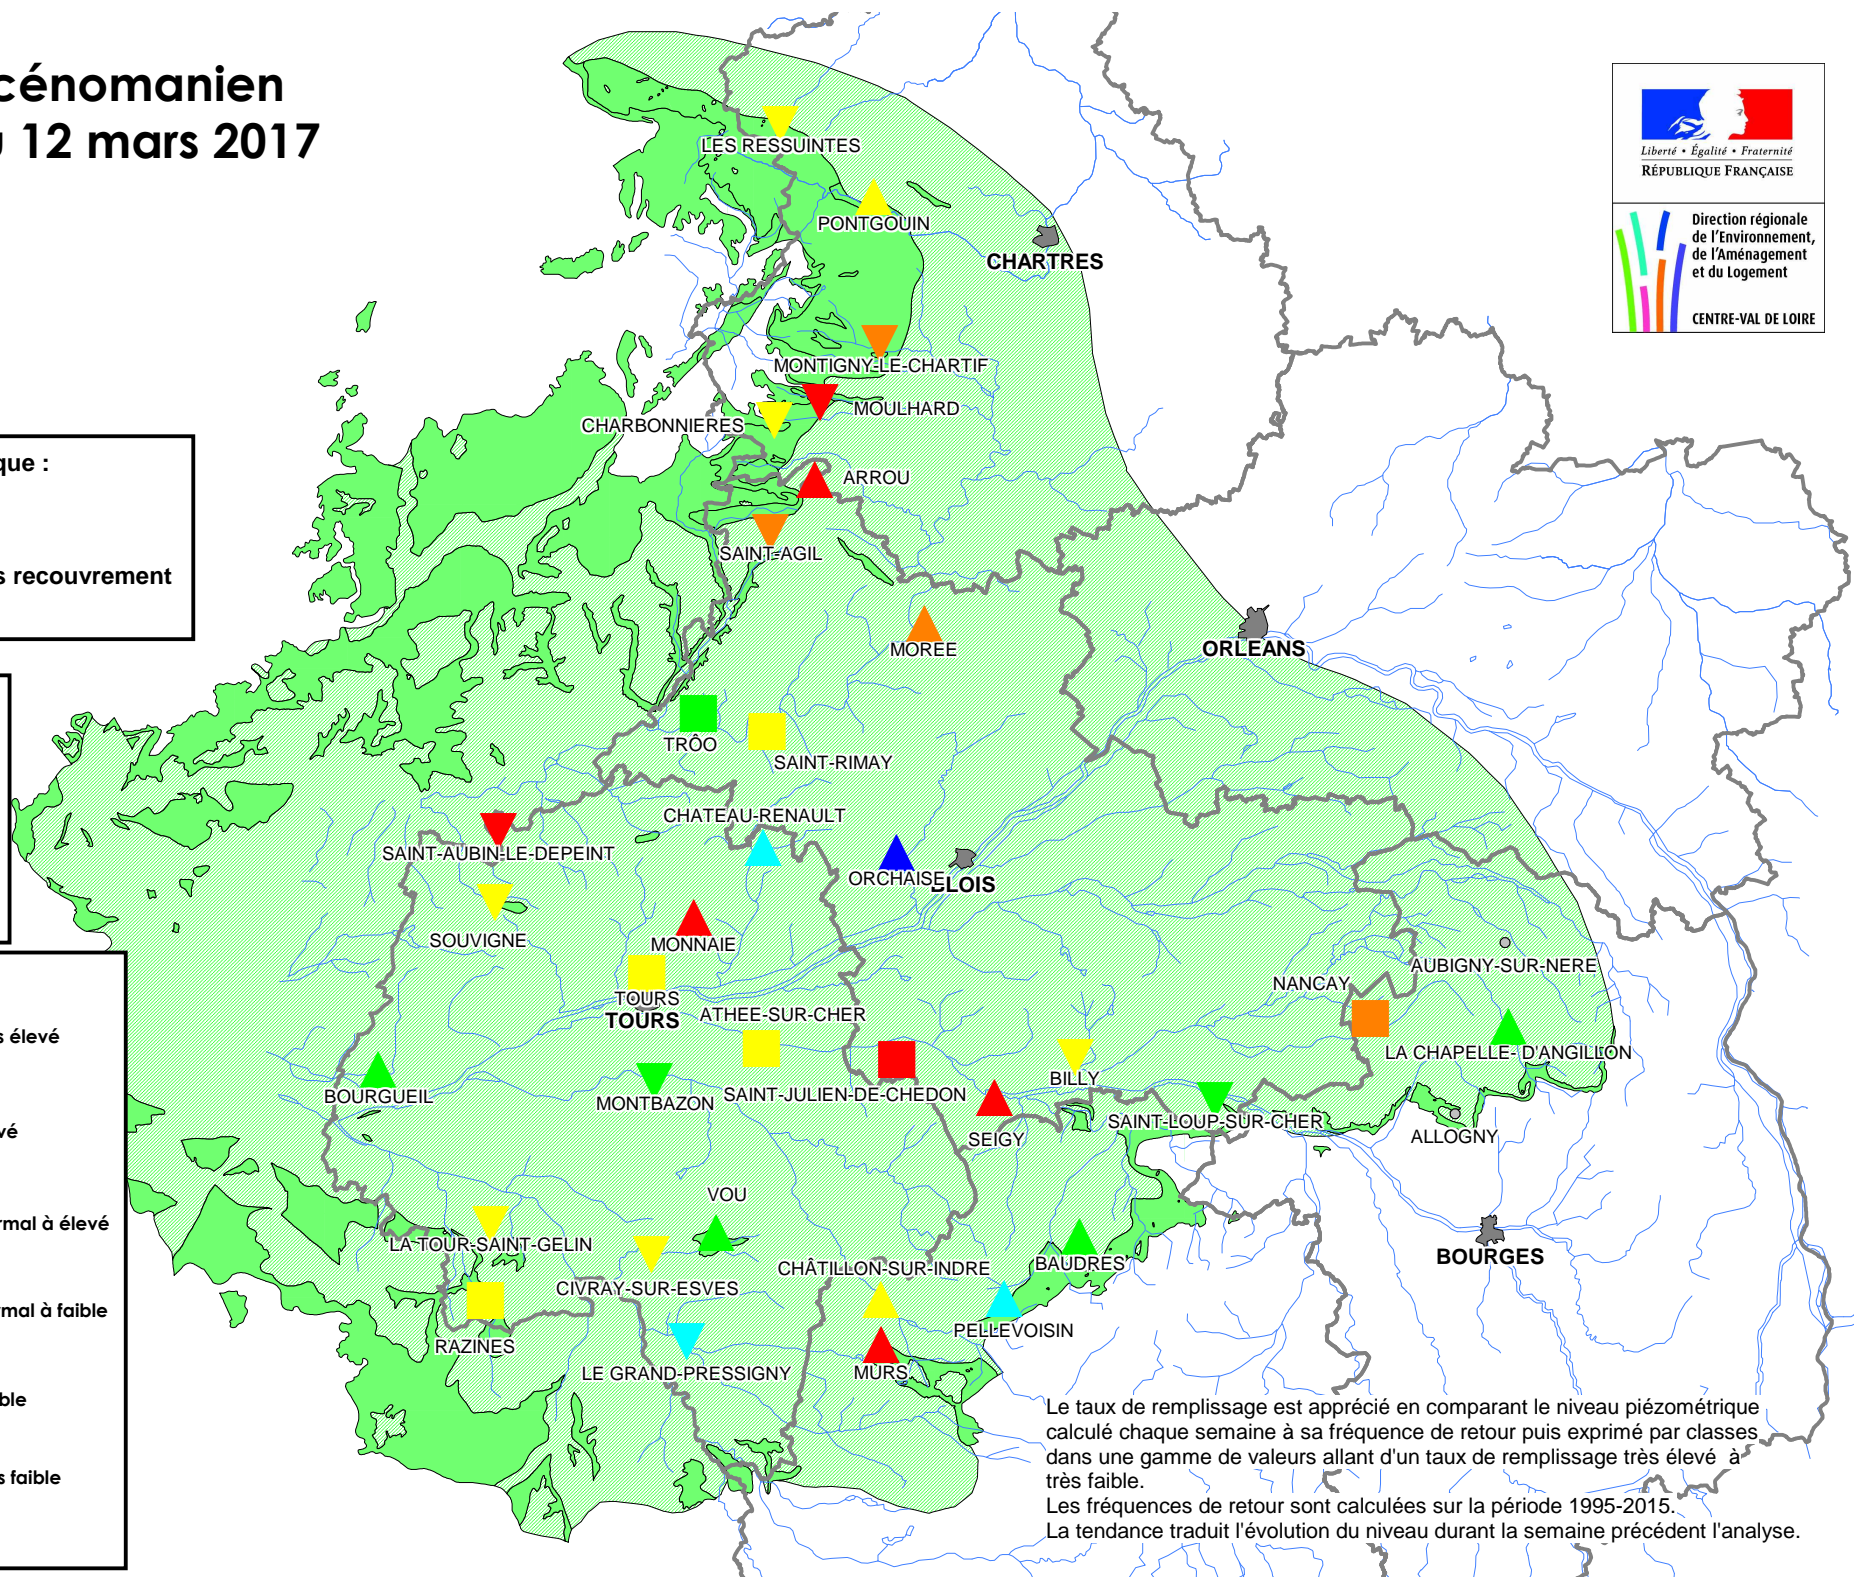 cénomanien
12 mars 2017
Liberté • Égalité • Fraternité
RÉPUBLIQUE FRANÇAISE
Direction régionale
de l'Environnement,
de l'Aménagement
et du Logement
CENTRE-VAL DE LOIRE
LES RESSUINTES
PONTGOUIN
CHARTRES
MONTIGNY-LE-CHARTIF
MOULHARD
CHARBONNIERES
que :
ARROU
SAINT-AGIL
s recouvrement
MOREE
ORLEANS
TRÔO
SAINT-RIMAY
CHATEAU-RENAULT
SAINT-AUBIN-LE-DEPEINT
ORCHAISE
BLOIS
SOUVIGNE
MONNAIE
AUBIGNY-SUR-NERE
NANCAY
TOURS
TOURS
ATHEE-SUR-CHER
s élevé
LA CHAPELLE- D'ANGILLON
BILLY
BOURGUEIL
MONTBAZON
SAINT-JULIEN-DE-CHEDON
SAINT-LOUP-SUR-CHER
vé
SEIGY
ALLOGNY
VOU
rmal à élevé
LA TOUR-SAINT-GELIN
BOURGES
BAUDRES
CHÂTILLON-SUR-INDRE
CIVRAY-SUR-ESVES
rmal à faible
PELLEVOISIN
RAZINES
LE GRAND-PRESSIGNY
MURS
ble
s faible
Le taux de remplissage est apprécié en comparant le niveau piézométrique
calculé chaque semaine à sa fréquence de retour puis exprimé par classes
dans une gamme de valeurs allant d'un taux de remplissage très élevé à
très faible.
Les fréquences de retour sont calculées sur la période 1995-2015.
La tendance traduit l'évolution du niveau durant la semaine précédent l'analyse.